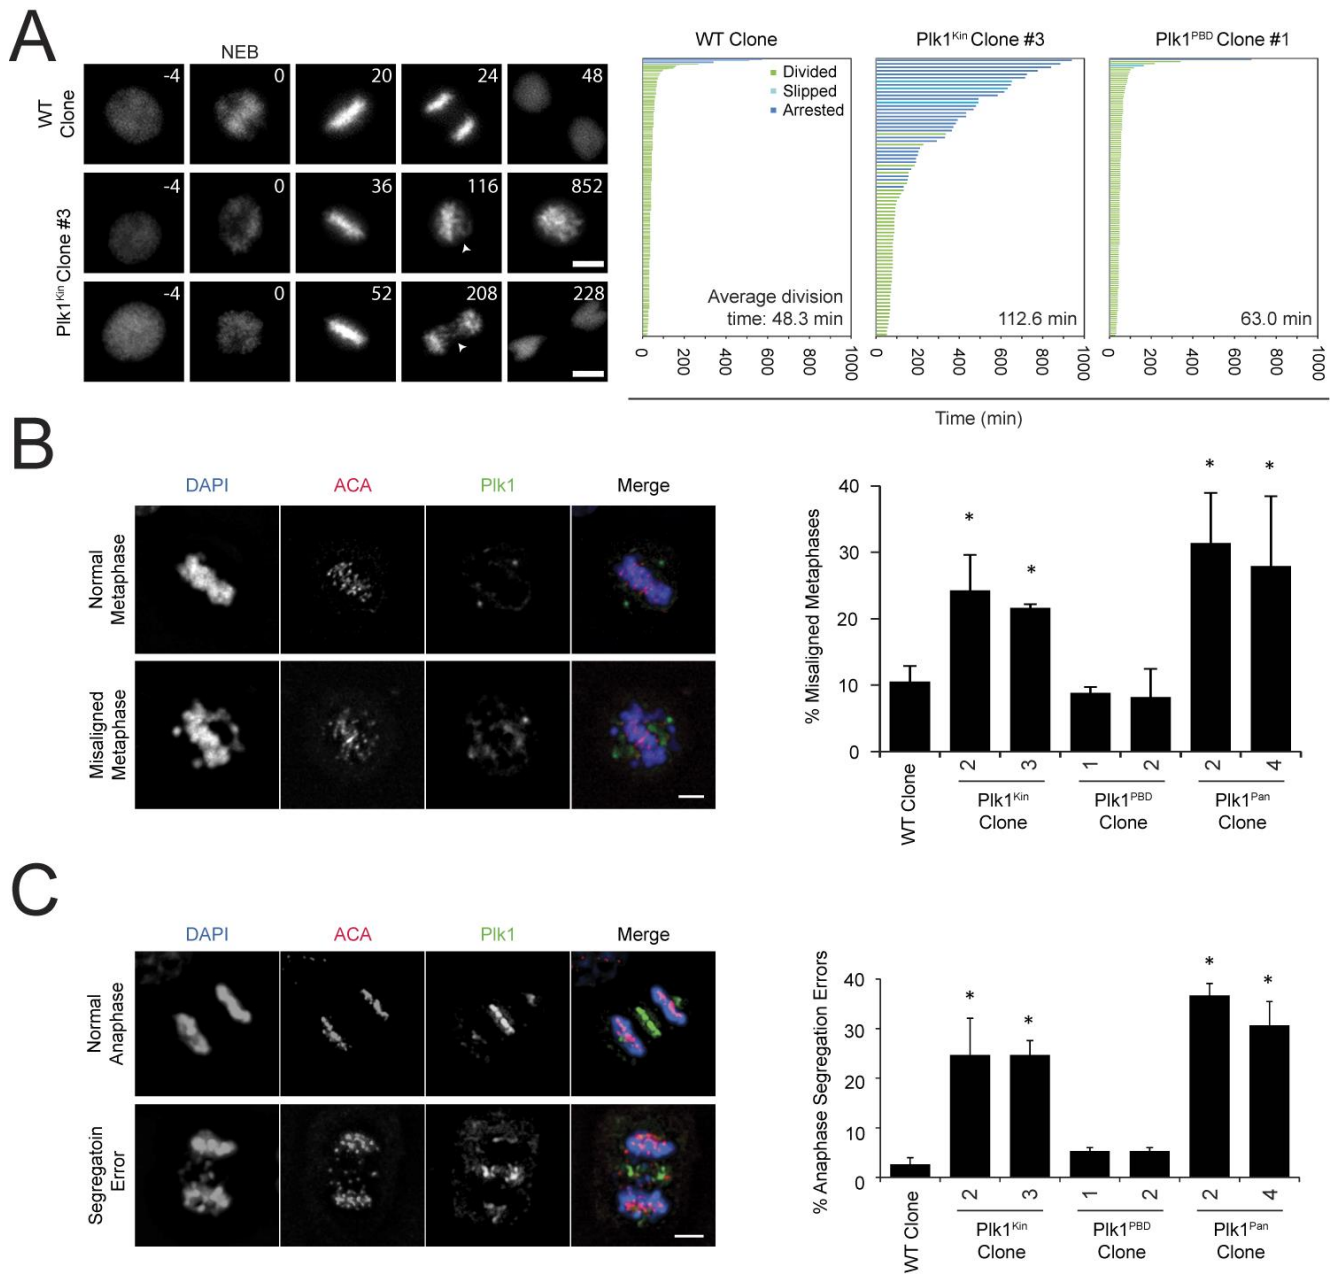 A
NEB
WT Clone
-4
0
20
24
48
Plk1Kin Clone #3
-4
0
36
116
852
-4
0
52
208
228
WT Clone
Divided
Slipped
Arrested
Average division
time: 48.3 min
0
200
400
600
800
1000
Plk1Kin Clone #3
112.6 min
0
200
400
600
800
1000
Plk1PBD Clone #1
63.0 min
0
200
400
600
800
1000
Time (min)
B
DAPI
ACA
Plk1
Merge
Normal
Metaphase
Misaligned
Metaphase
% Misaligned Metaphases
40
30
20
10
0
*
*
*
*
WT Clone
2
3
1
2
2
4
Plk1Kin
Clone
Plk1PBD
Clone
Plk1Pan
Clone
C
DAPI
ACA
Plk1
Merge
Normal
Anaphase
Segregatoin
Error
% Anaphase Segregation Errors
40
30
20
10
0
*
*
*
*
WT Clone
2
3
1
2
2
4
Plk1Kin
Clone
Plk1PBD
Clone
Plk1Pan
Clone